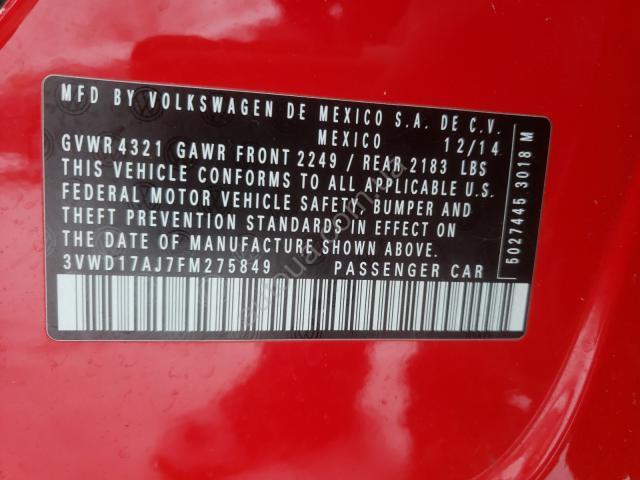 MFD BY VOLKSWAGEN DE MEXICO S.A. DE C.V.
MEXICO 12/14
GVWR 4321 GAWR FRONT 2249 / REAR 2183 LBS
THIS VEHICLE CONFORMS TO ALL APPLICABLE U.S.
FEDERAL MOTOR VEHICLE SAFETY, BUMPER AND
THEFT PREVENTION STANDARDS IN EFFECT ON
THE DATE OF MANUFACTURE SHOWN ABOVE.
3VWD17AJ7FM275849 PASSENGER CAR
5027445 3018 M